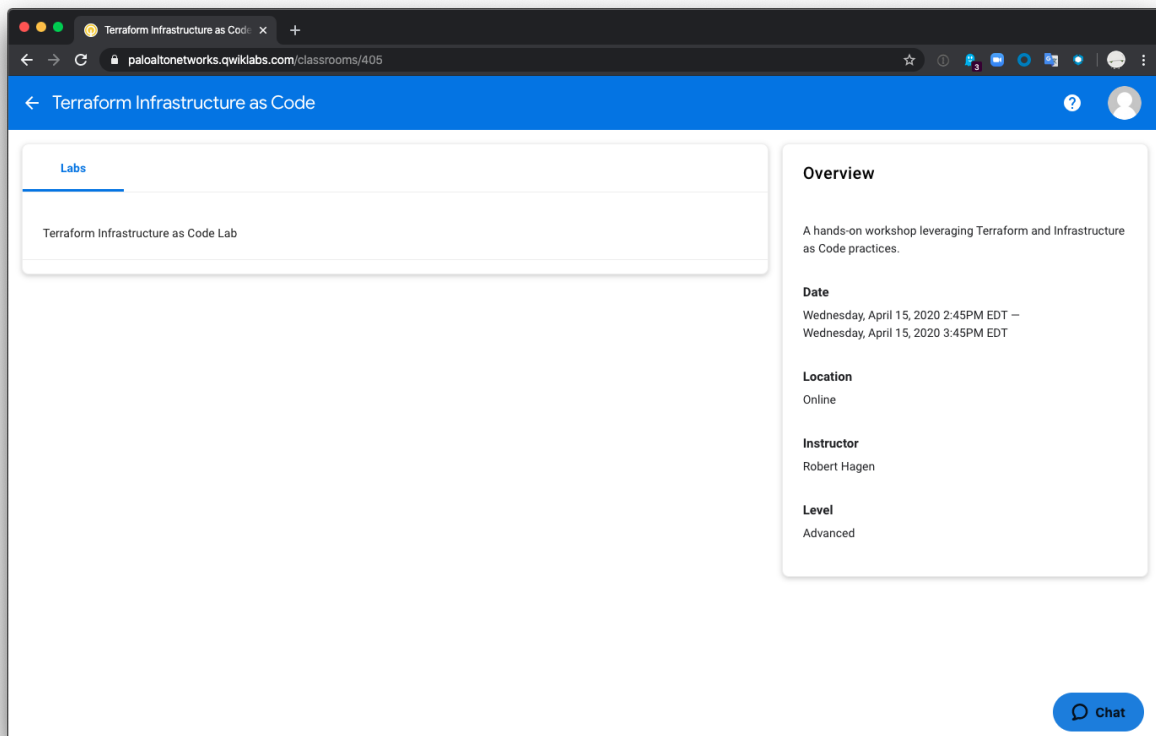 Terraform Infrastructure as Code
paloaltonetworks.qwiklabs.com/classrooms/405
3
Terraform Infrastructure as Code
?
Labs
Terraform Infrastructure as Code Lab
Overview
A hands-on workshop leveraging Terraform and Infrastructure
as Code practices.
Date
Wednesday, April 15, 2020 2:45PM EDT —
Wednesday, April 15, 2020 3:45PM EDT
Location
Online
Instructor
Robert Hagen
Level
Advanced
Chat